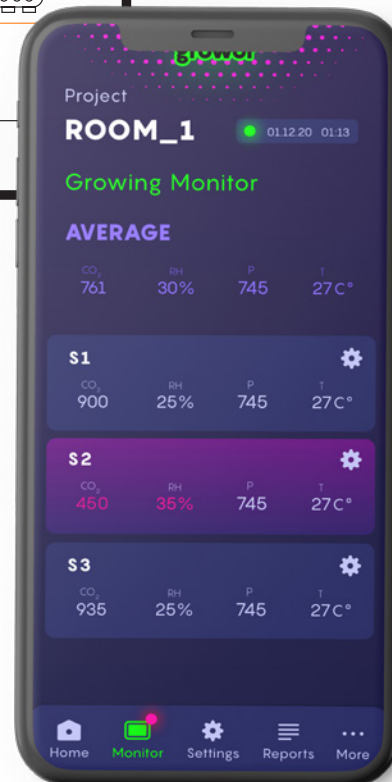 growor
Project
ROOM_1
01.12.20 01:13
Growing Monitor
AVERAGE
CO₂ RH P T
761 30% 745 27C°
S1
CO₂ RH P T
900 25% 745 27C°
S2
CO₂ RH P T
450 35% 745 27C°
S3
CO₂ RH P T
935 25% 745 27C°
Home Monitor Settings Reports More